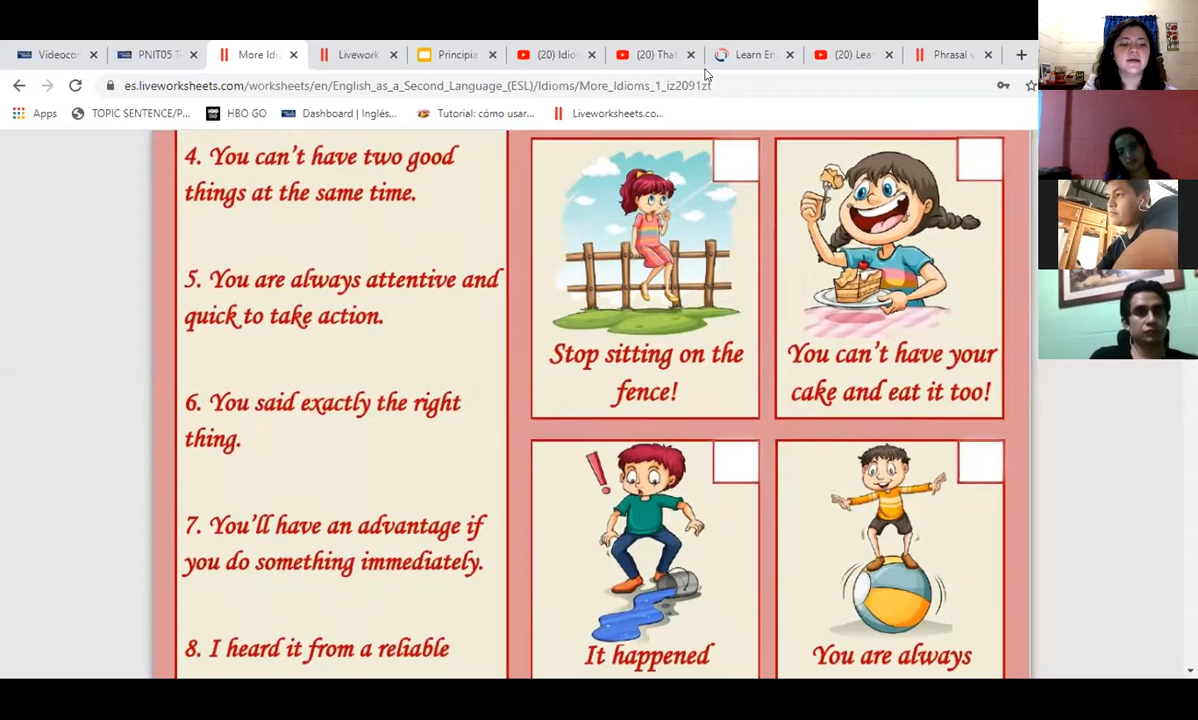 Videocor
PNIT05 T
More Idi
Livework
Principia
(20) Idio
(20) Tha
Learn En
(20) Lea
Phrasal v
es.liveworksheets.com/worksheets/en/English_as_a_Second_Language_(ESL)/Idioms/More_Idioms_1_iz2091zt
Apps
TOPIC SENTENCE/P...
HBO GO
Dashboard | Inglés...
Tutorial: cómo usar...
Liveworksheets.co...
4. You can't have two good
things at the same time.
5. You are always attentive and
quick to take action.
6. You said exactly the right
thing.
7. You'll have an advantage if
you do something immediately.
8. I heard it from a reliable
Stop sitting on the
fence!
You can't have your
cake and eat it too!
It happened
You are always